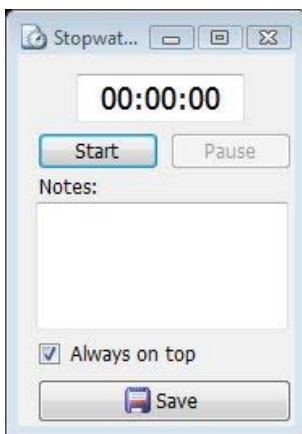 Stopwat...
00:00:00
Start Pause
Notes:
Always on top
Save